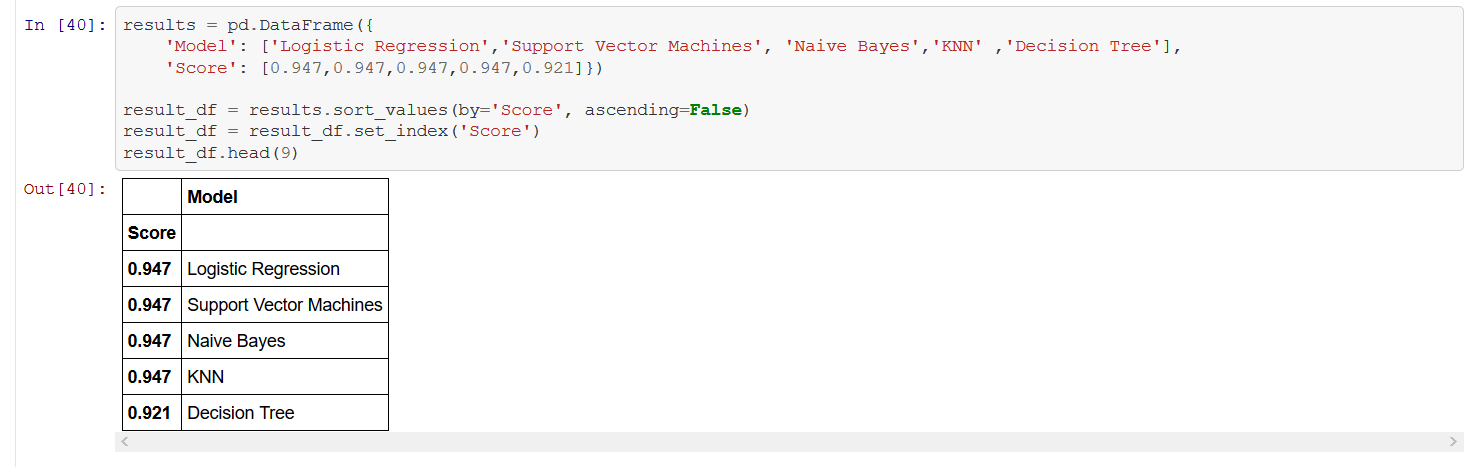 In [40]: results = pd.DataFrame({
'Model': ['Logistic Regression','Support Vector Machines', 'Naive Bayes','KNN' ,'Decision Tree'],
'Score': [0.947,0.947,0.947,0.947,0.921]})
result_df = results.sort_values(by='Score', ascending=False)
result_df = result_df.set_index('Score')
result_df.head(9)
Out[40]:
Model
Score
0.947 Logistic Regression
0.947 Support Vector Machines
0.947 Naive Bayes
0.947 KNN
0.921 Decision Tree